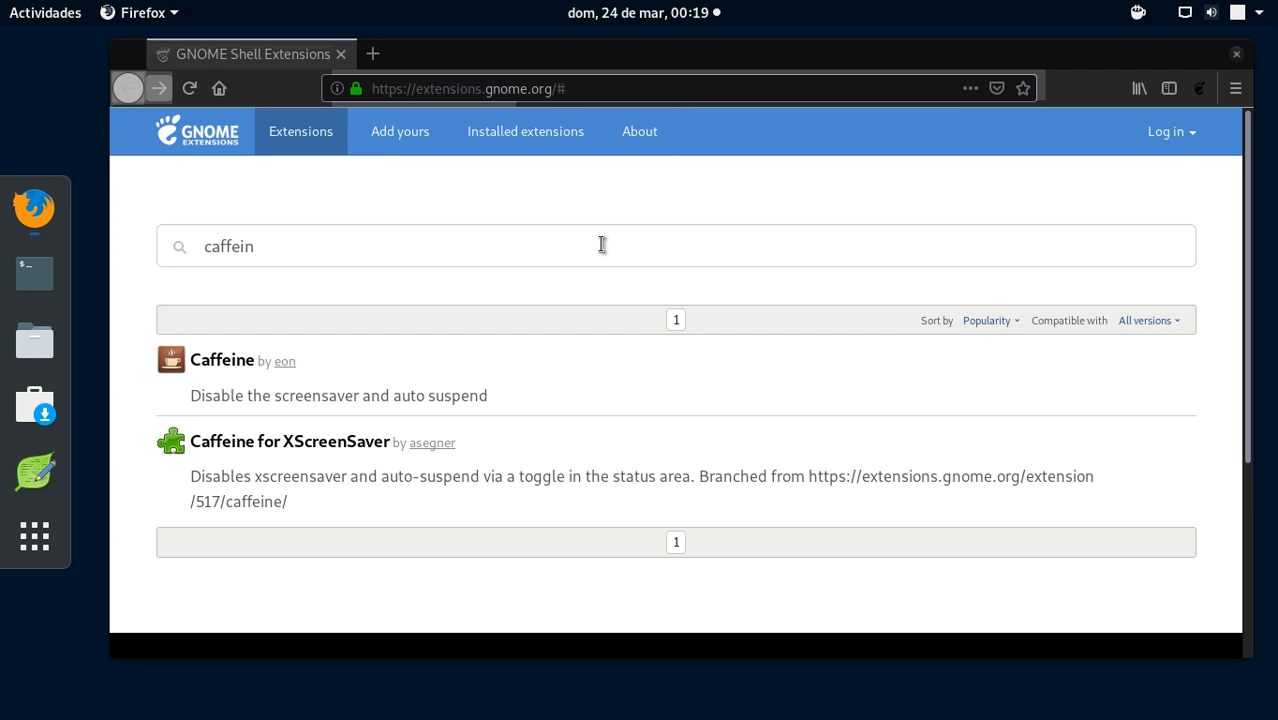 Actividades Firefox dom, 24 de mar, 00:19
GNOME Shell Extensions
https://extensions.gnome.org/#
GNOME EXTENSIONS Extensions Add yours Installed extensions About Log in
caffein
1 Sort by Popularity Compatible with All versions
Caffeine by eon
Disable the screensaver and auto suspend
Caffeine for XScreenSaver by asegner
Disables xscreensaver and auto-suspend via a toggle in the status area. Branched from https://extensions.gnome.org/extension
/517/caffeine/
1